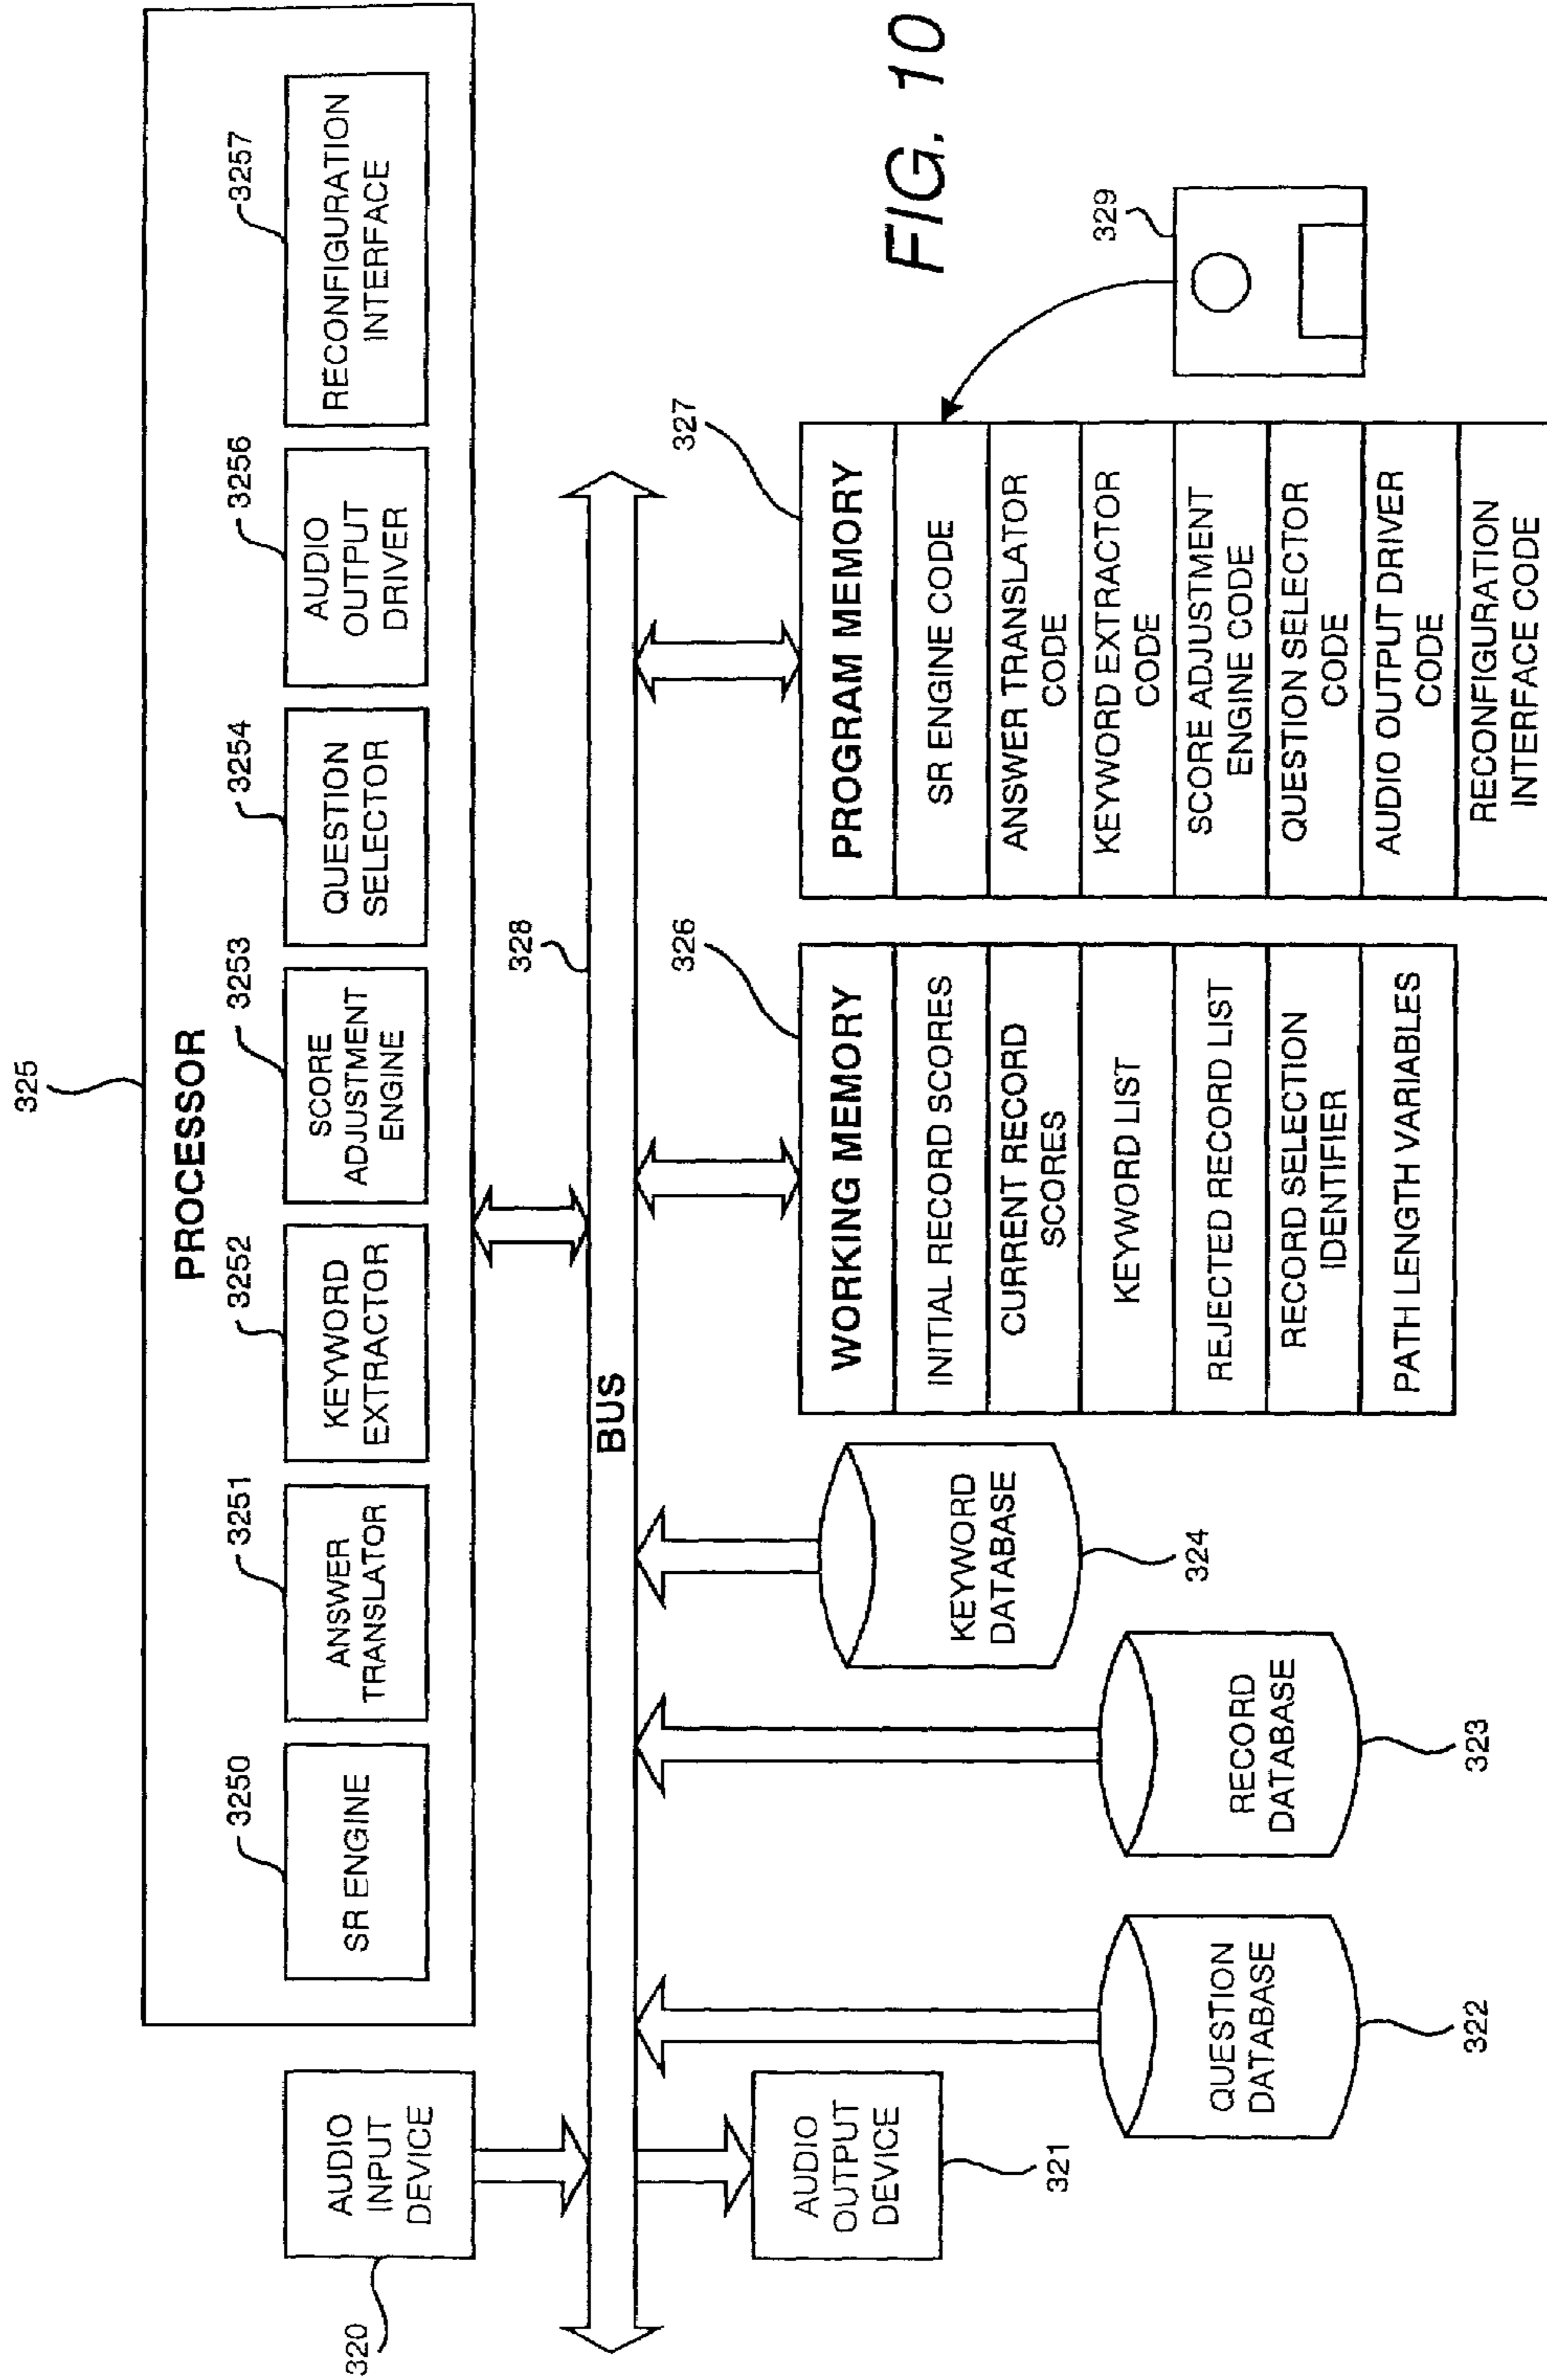 325
PROCESSOR
3250
SR ENGINE
3251
ANSWER
TRANSLATOR
3252
KEYWORD
EXTRACTOR
3253
SCORE
ADJUSTMENT
ENGINE
3254
QUESTION
SELECTOR
3256
AUDIO
OUTPUT
DRIVER
3257
RECONFIGURATION
INTERFACE
320
AUDIO
INPUT
DEVICE
BUS
328
AUDIO
OUTPUT
DEVICE
321
QUESTION
DATABASE
322
RECORD
DATABASE
323
KEYWORD
DATABASE
324
326
WORKING MEMORY
INITIAL RECORD SCORES
CURRENT RECORD
SCORES
KEYWORD LIST
REJECTED RECORD LIST
RECORD SELECTION
IDENTIFIER
PATH LENGTH VARIABLES
327
PROGRAM MEMORY
SR ENGINE CODE
ANSWER TRANSLATOR
CODE
KEYWORD EXTRACTOR
CODE
SCORE ADJUSTMENT
ENGINE CODE
QUESTION SELECTOR
CODE
AUDIO OUTPUT DRIVER
CODE
RECONFIGURATION
INTERFACE CODE
329
FIG. 10